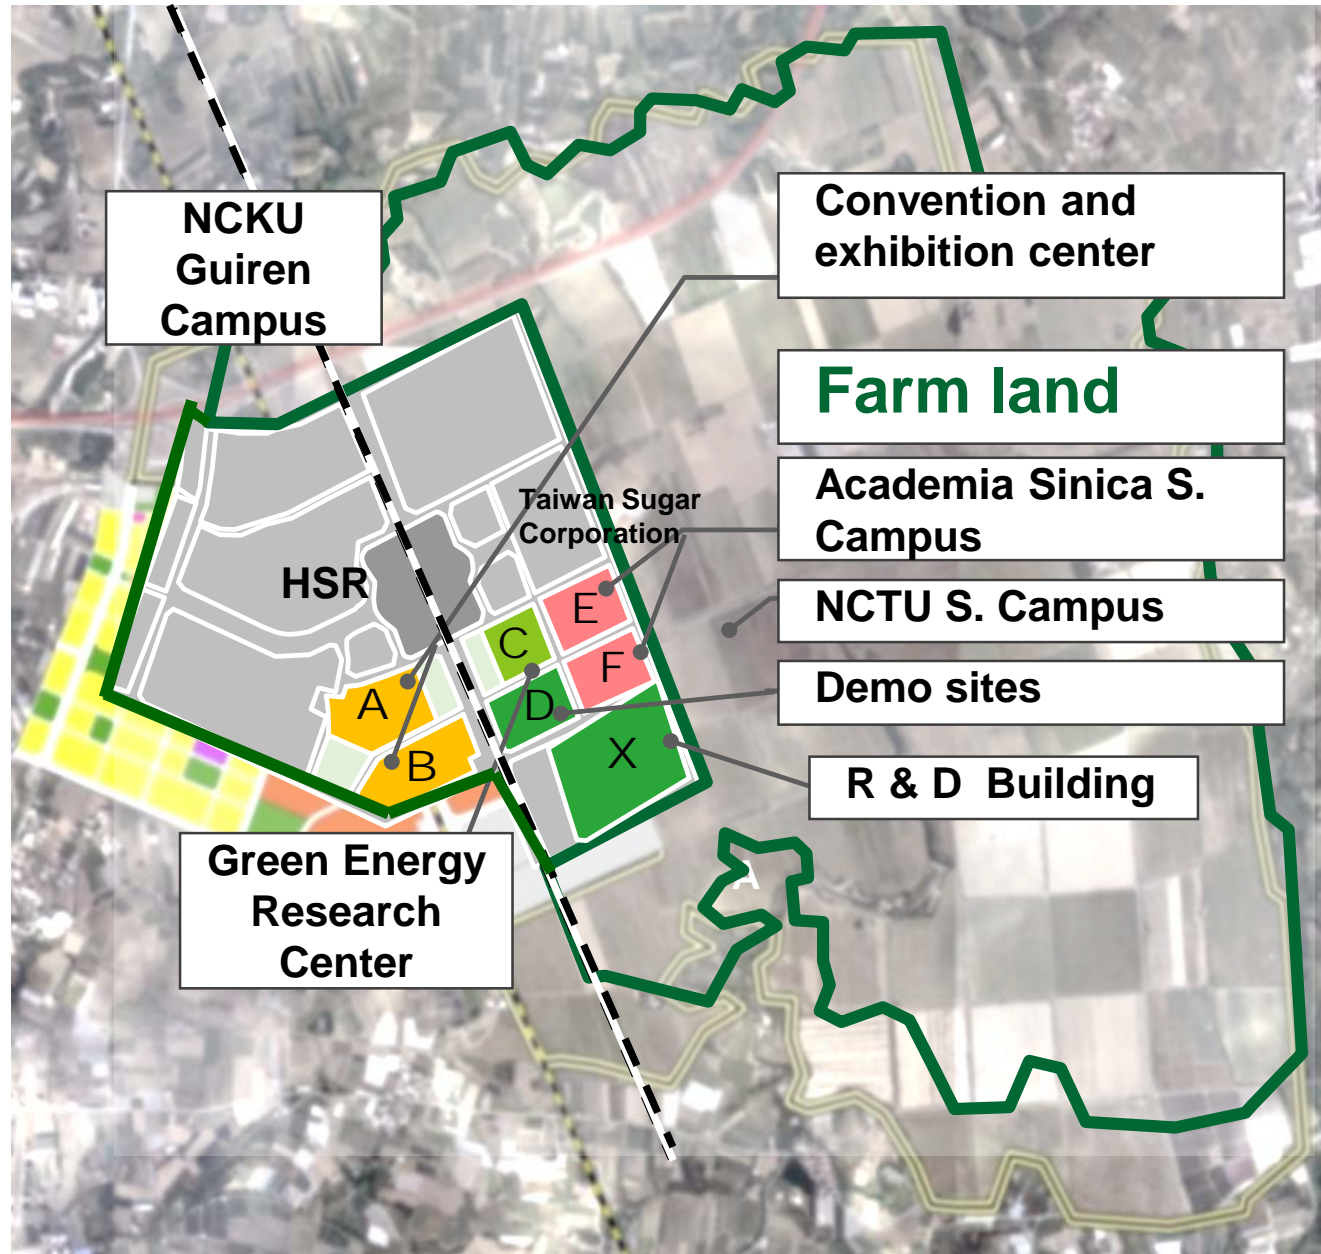 NCKU
Guiren
Campus
Convention and
exhibition center
Farm land
Taiwan Sugar
Corporation
Academia Sinica S.
Campus
HSR
NCTU S. Campus
E
C
F
Demo sites
A
D
B
X
R & D Building
Green Energy
Research
Center
A